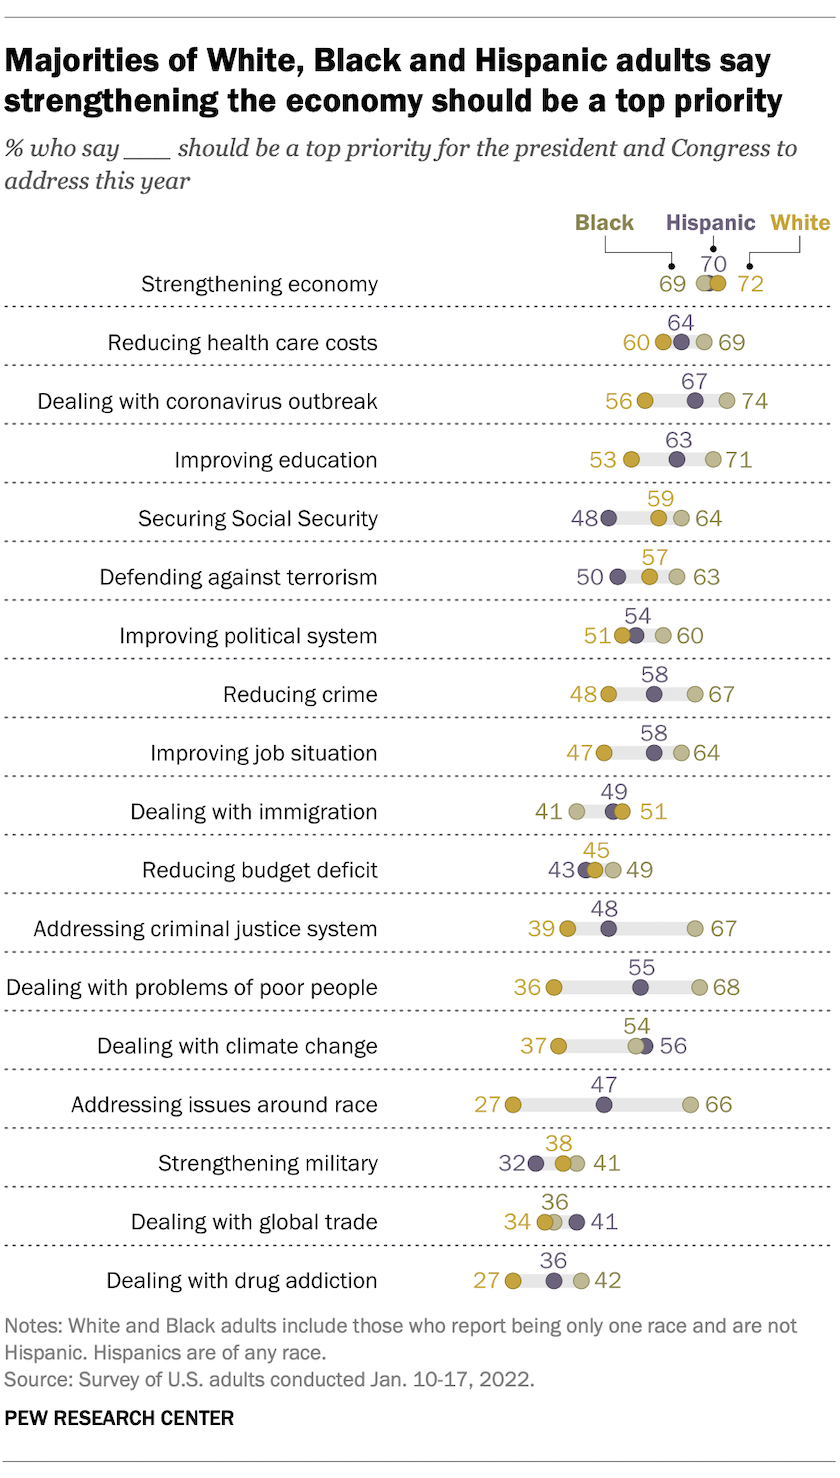 Majorities of White, Black and Hispanic adults say
strengthening the economy should be a top priority
% who say ___ should be a top priority for the president and Congress to
address this year
Black Hispanic White
70
Strengthening economy 69 72
64
Reducing health care costs 60 69
67
Dealing with coronavirus outbreak 56 74
63
Improving education 53 71
59
Securing Social Security 48 64
57
Defending against terrorism 50 63
54
Improving political system 51 60
58
Reducing crime 48 67
58
Improving job situation 47 64
49
Dealing with immigration 41 51
45
Reducing budget deficit 43 49
48
Addressing criminal justice system 39 67
55
Dealing with problems of poor people 36 68
54
Dealing with climate change 37 56
47
Addressing issues around race 27 66
38
Strengthening military 32 41
36
Dealing with global trade 34 41
36
Dealing with drug addiction 27 42
Notes: White and Black adults include those who report being only one race and are not
Hispanic. Hispanics are of any race.
Source: Survey of U.S. adults conducted Jan. 10-17, 2022.
PEW RESEARCH CENTER